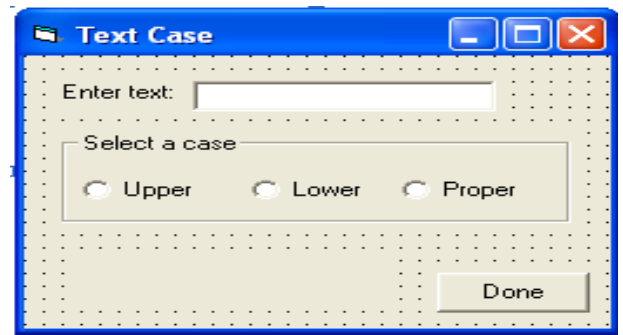 Text Case
Enter text:
Select a case
Upper Lower Proper
Done